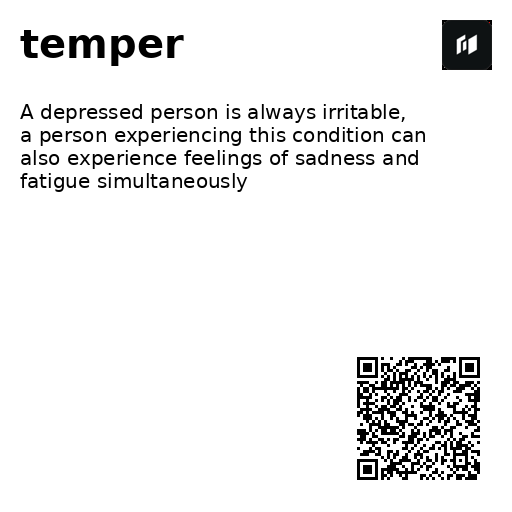 temper
A depressed person is always irritable,
a person experiencing this condition can
also experience feelings of sadness and
fatigue simultaneously